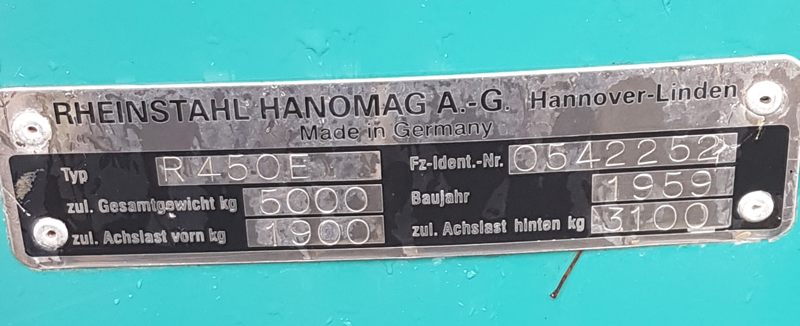 RHEINSTAHL HANOMAG A.-G. Hannover-Linden
Made in Germany
Typ R450E Fz-Ident.-Nr. 0542252
zul. Gesamtgewicht kg 5000 Baujahr 1959
zul. Achslast vorn kg 1900 zul. Achslast hinten kg 3100